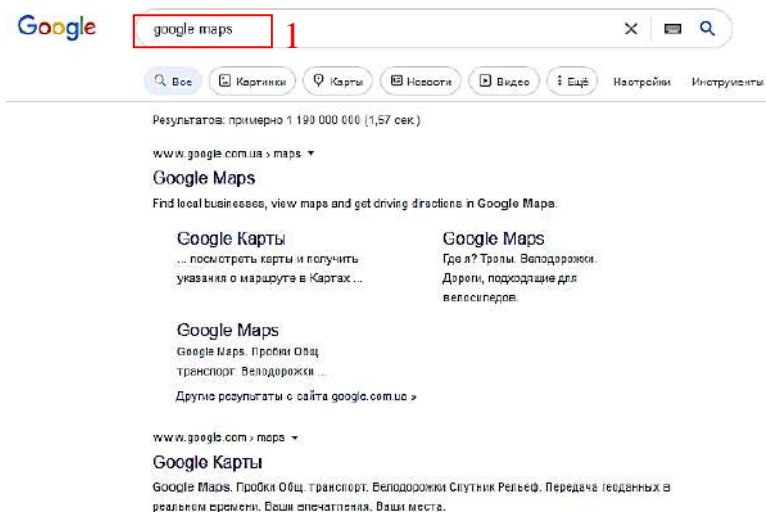 Google
google maps
1
Все Картинки Карты Новости Видео Ещё Настройки Инструменты
Результатов: примерно 1 190 000 000 (1,57 сек.)
www.google.com.ua › maps
Google Maps
Find local businesses, view maps and get driving directions in Google Maps.
Google Карты
... посмотреть карты и получить
указания о маршруте в Картах ...
Google Maps
Где я? Тропы. Велодорожки.
Дороги, подходящие для
велосипедов.
Google Maps
Google Maps. Пробки Общ.
транспорт. Велодорожки ...
Другие результаты с сайта google.com.ua »
www.google.com › maps
Google Карты
Google Maps. Пробки Общ. транспорт. Велодорожки Спутник Рельеф. Передача геоданных в
реальном времени. Ваши впечатления. Ваши места.